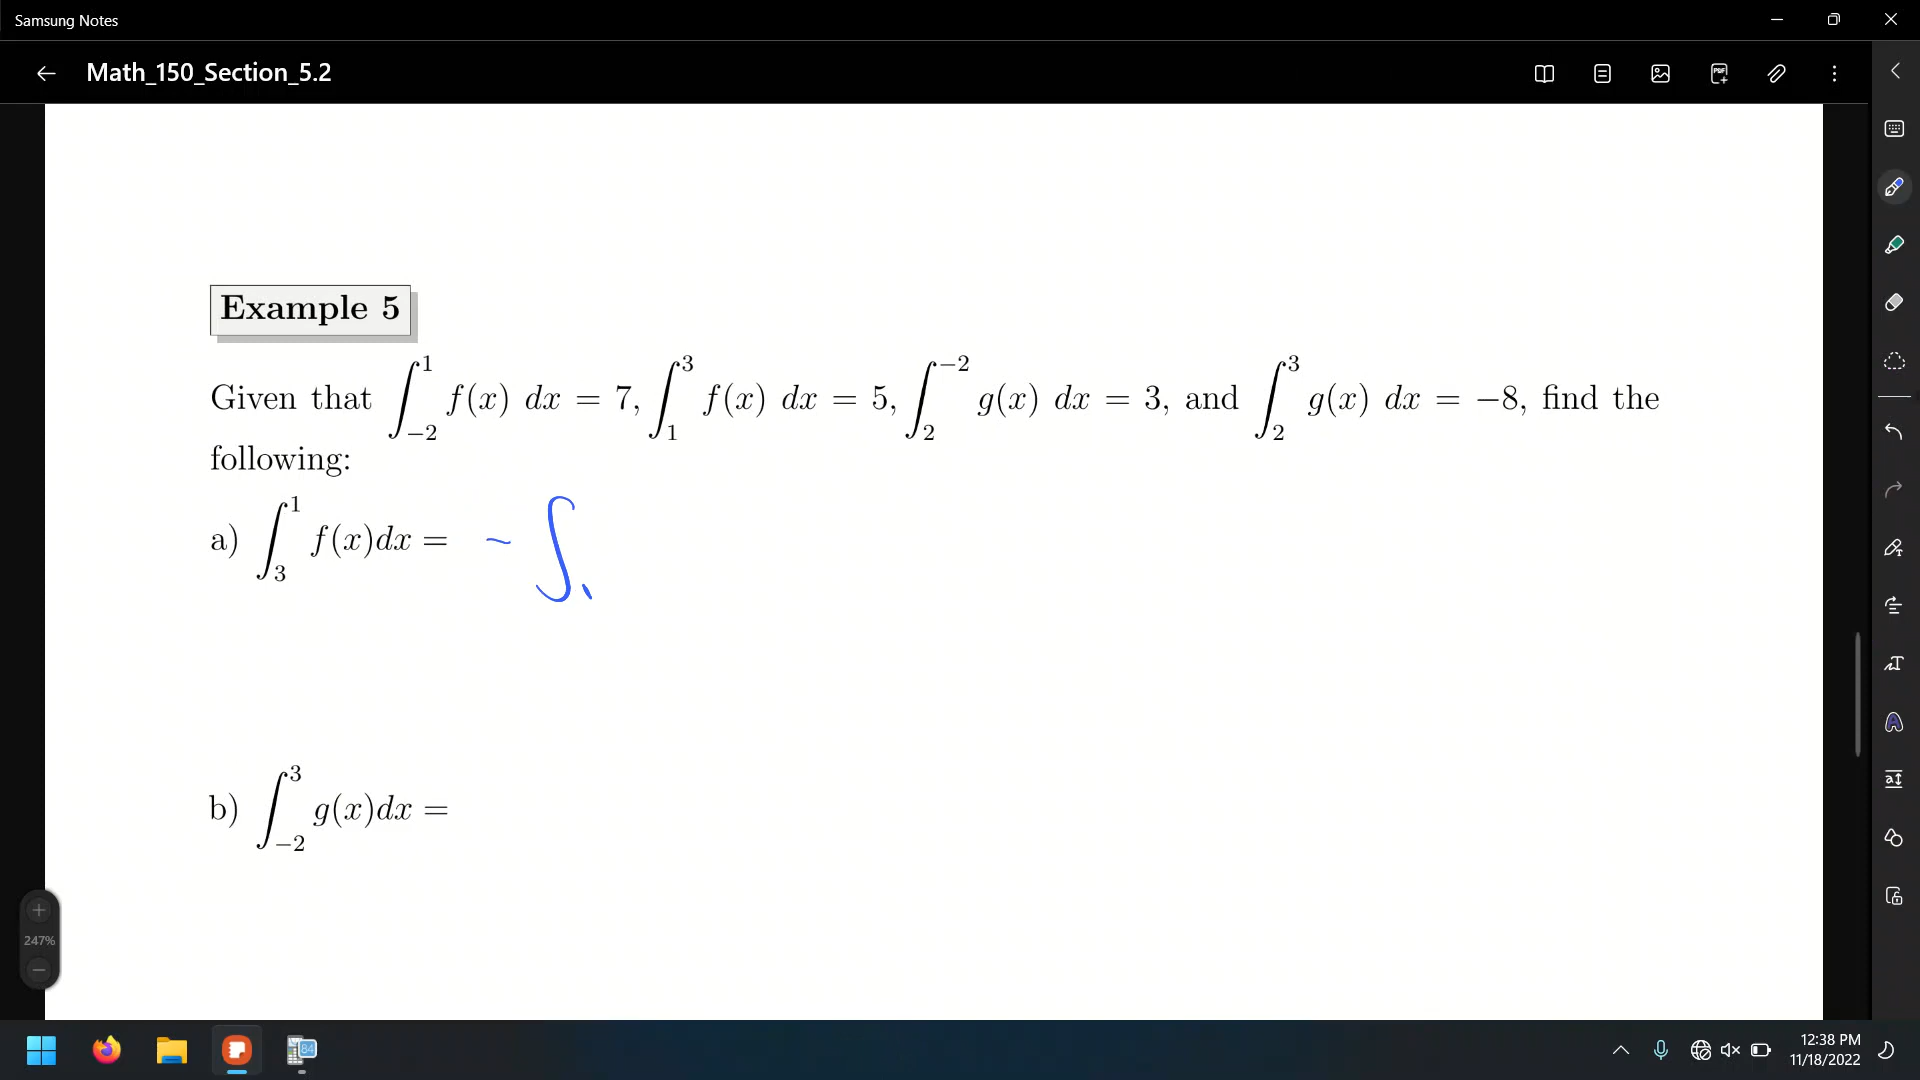 Samsung Notes
Math_150_Section_5.2
PDF
Example 5
Given that ∫_{−2}^{1} f(x) dx = 7, ∫_{1}^{3} f(x) dx = 5, ∫_{2}^{−2} g(x) dx = 3, and ∫_{2}^{3} g(x) dx = −8, find the
following:
a) ∫_{3}^{1} f(x)dx = − ∫
b) ∫_{−2}^{3} g(x)dx =
247%
84
12:38 PM
11/18/2022